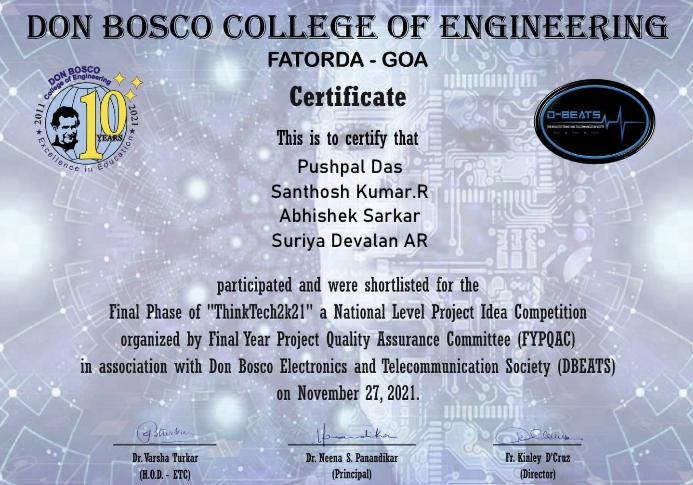 DON BOSCO COLLEGE OF ENGINEERING
FATORDA - GOA
DON BOSCO
College of Engineering
2011
10
YEARS
2021
Excellence in Education
D-BEATS
Certificate
This is to certify that
Pushpal Das
Santhosh Kumar.R
Abhishek Sarkar
Suriya Devalan AR
participated and were shortlisted for the
Final Phase of "ThinkTech2k21" a National Level Project Idea Competition
organized by Final Year Project Quality Assurance Committee (FYPQAC)
in association with Don Bosco Electronics and Telecommunication Society (DBEATS)
on November 27, 2021.
Dr. Varsha Turkar
(H.O.D. - ETC)
Dr. Neena S. Panandikar
(Principal)
Fr. Kinley D'Cruz
(Director)